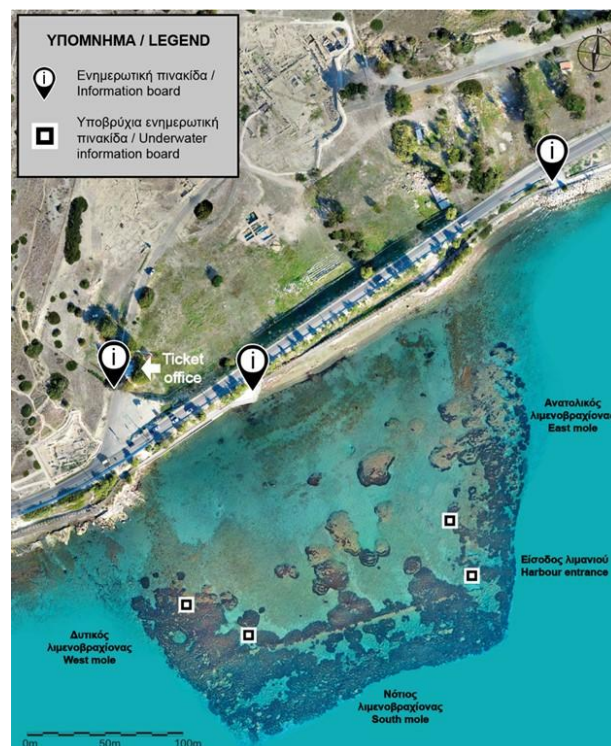 ΥΠΟΜΝΗΜΑ / LEGEND
i
Ενημερωτική πινακίδα /
Information board
Υποβρύχια ενημερωτική
πινακίδα / Underwater
information board
N
i
i
Ticket
office
i
Ανατολικός
λιμενοβραχίονας
East mole
Είσοδος λιμανιού
Harbour entrance
Δυτικός
λιμενοβραχίονας
West mole
Νότιος
λιμενοβραχίονας
South mole
0m 50m 100m